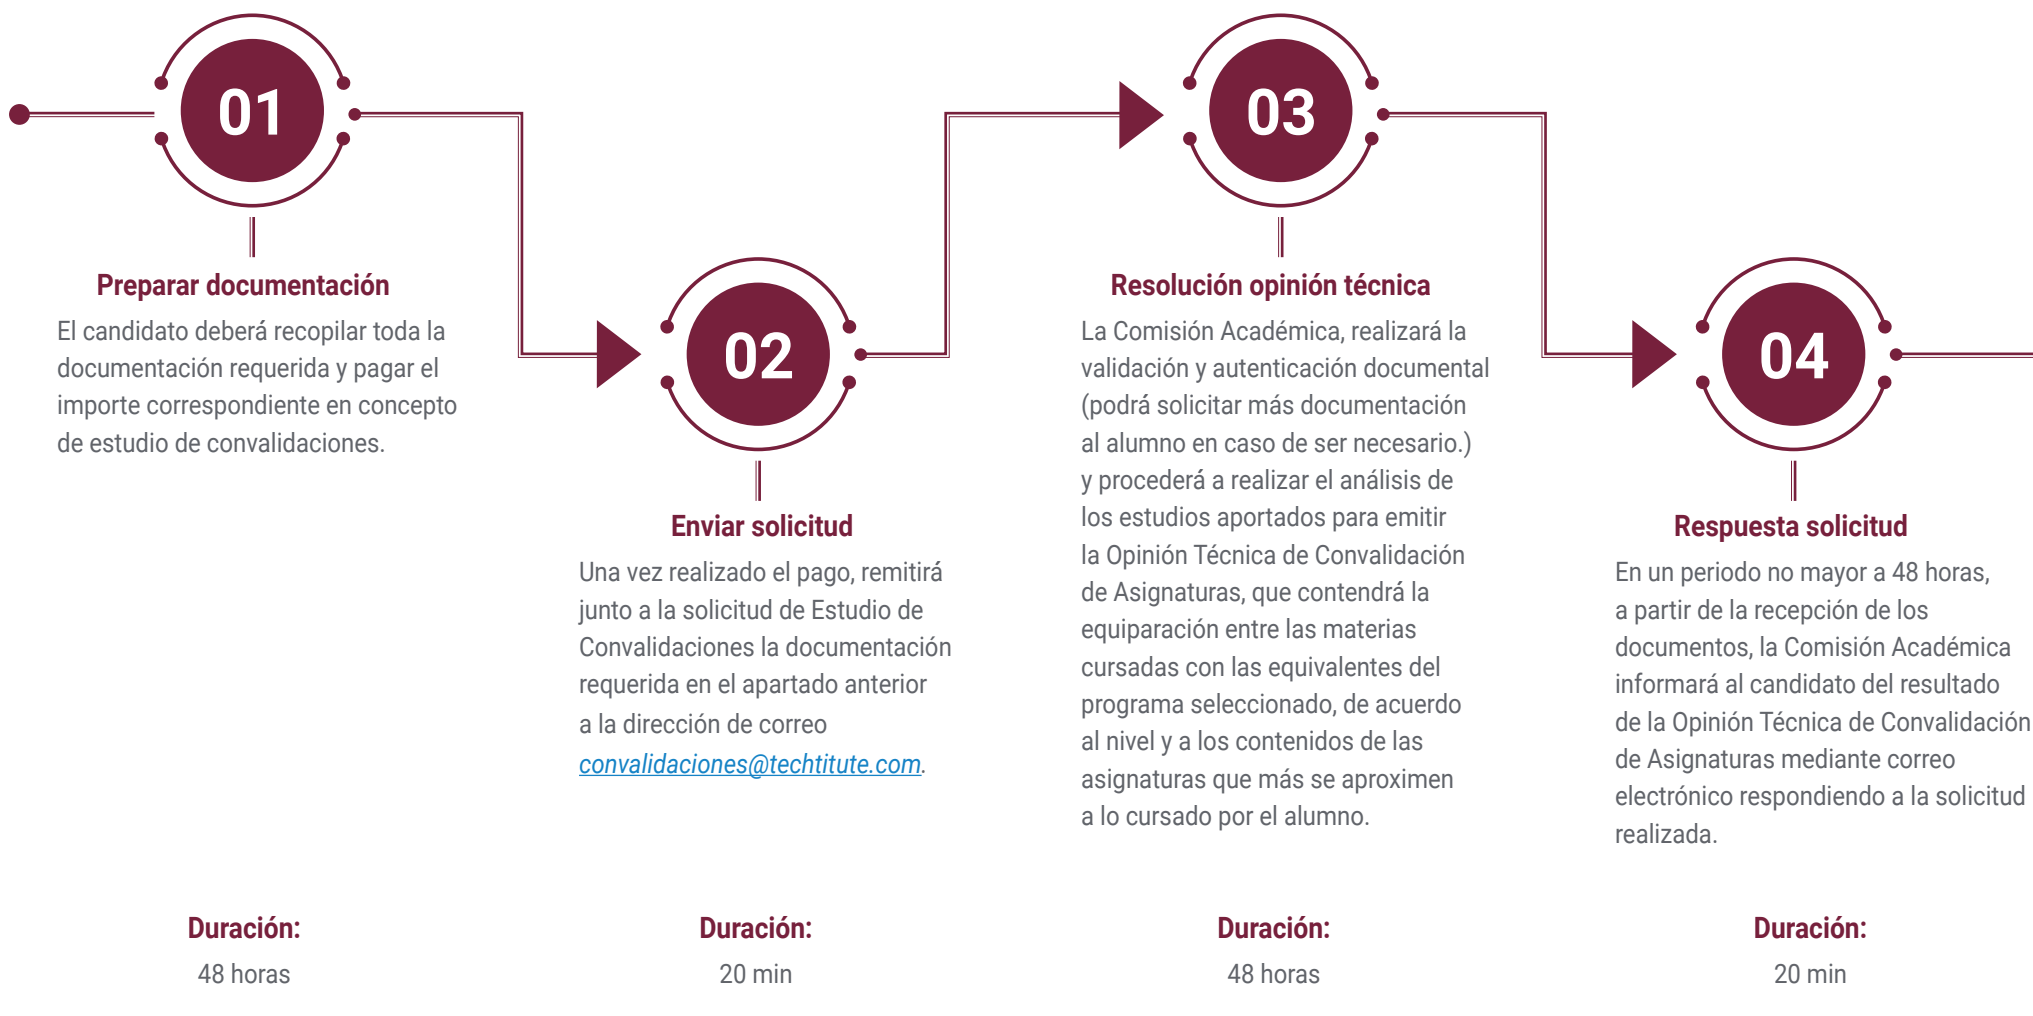 01
Preparar documentación
El candidato deberá recopilar toda la
documentación requerida y pagar el
importe correspondiente en concepto
de estudio de convalidaciones.
Duración:
48 horas
02
Enviar solicitud
Una vez realizado el pago, remitirá
junto a la solicitud de Estudio de
Convalidaciones la documentación
requerida en el apartado anterior
a la dirección de correo
convalidaciones@techtitute.com.
Duración:
20 min
03
Resolución opinión técnica
La Comisión Académica, realizará la
validación y autenticación documental
(podrá solicitar más documentación
al alumno en caso de ser necesario.)
y procederá a realizar el análisis de
los estudios aportados para emitir
la Opinión Técnica de Convalidación
de Asignaturas, que contendrá la
equiparación entre las materias
cursadas con las equivalentes del
programa seleccionado, de acuerdo
al nivel y a los contenidos de las
asignaturas que más se aproximen
a lo cursado por el alumno.
Duración:
48 horas
04
Respuesta solicitud
En un periodo no mayor a 48 horas,
a partir de la recepción de los
documentos, la Comisión Académica
informará al candidato del resultado
de la Opinión Técnica de Convalidación
de Asignaturas mediante correo
electrónico respondiendo a la solicitud
realizada.
Duración:
20 min